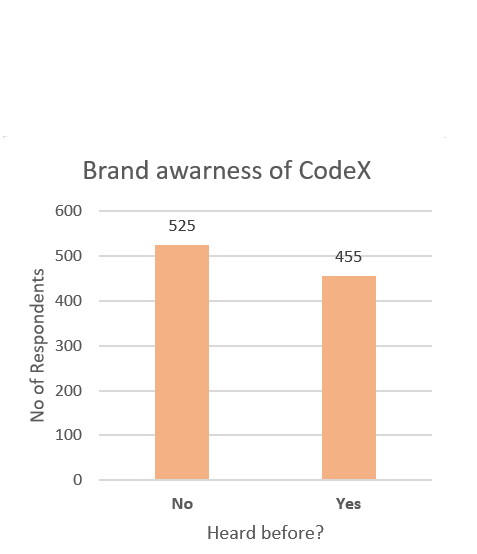 Brand awarness of CodeX
600
525
500
455
400
300
200
100
0
No of Respondents
No
Yes
Heard before?